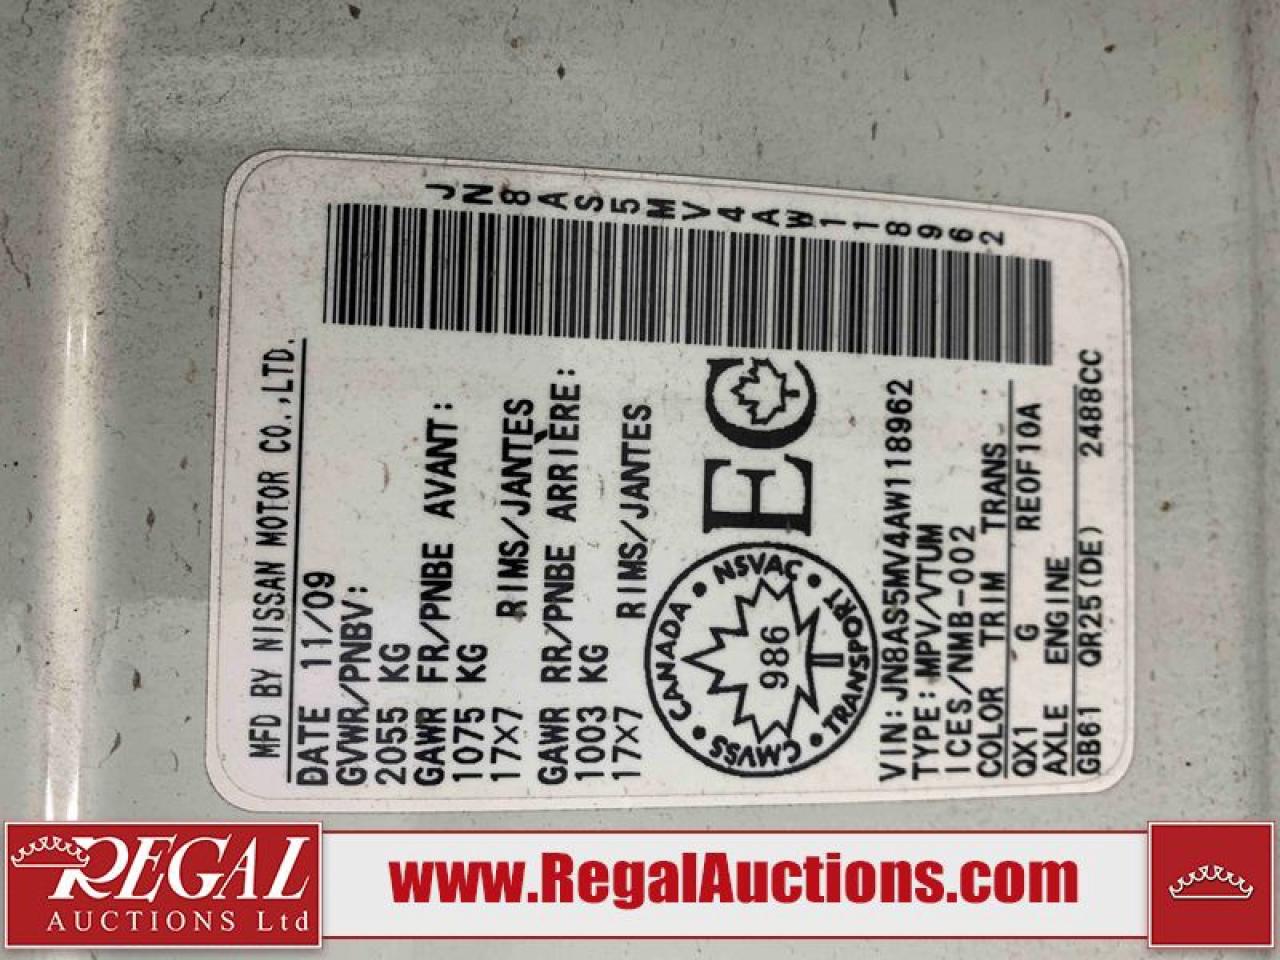 JN8AS5MV4AW118962
MFD BY NISSAN MOTOR CO.,LTD.
DATE 11/09
GVWR/PNBV:
2055 KG
GAWR FR/PNBE AVANT:
1075 KG
17X7 RIMS/JANTES
GAWR RR/PNBE ARRIÈRE:
1003 KG
17X7 RIMS/JANTES
CANADA • NSVAC • TRANSPORT • CMVSS •
986
EC
VIN:JN8AS5MV4AW118962
TYPE:MPV/VTUM
ICES/NMB-002
COLOR TRIM TRANS
QX1 G RE0F10A
AXLE ENGINE
GB61 QR25(DE) 2488CC
REGAL
AUCTIONS Ltd
www.RegalAuctions.com